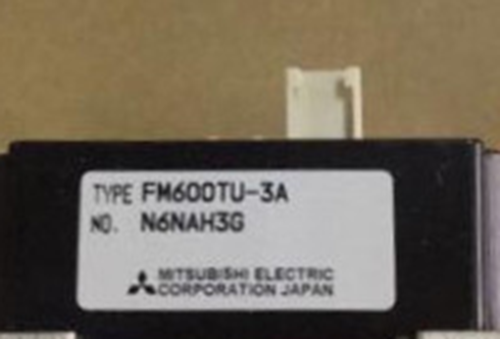 TYPE FM600TU-3A
NO. N6NAH3G
MITSUBISHI ELECTRIC
CORPORATION JAPAN